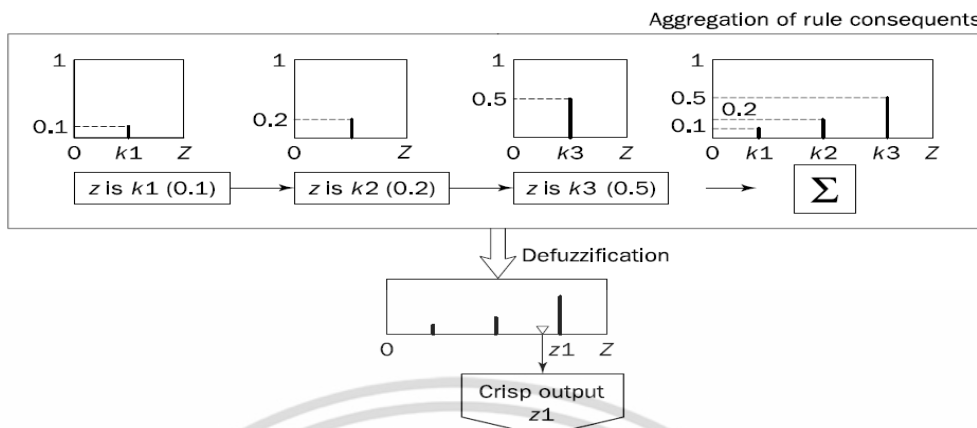 Aggregation of rule consequents
1 1 1 1
0.5 0.5
0.1 0.2 0.2
0.1
0 k1 Z 0 Z 0 k3 Z 0 k1 k2 k3 Z
z is k1 (0.1) z is k2 (0.2) z is k3 (0.5) Σ
Defuzzification
0 z1 Z
Crisp output
z1